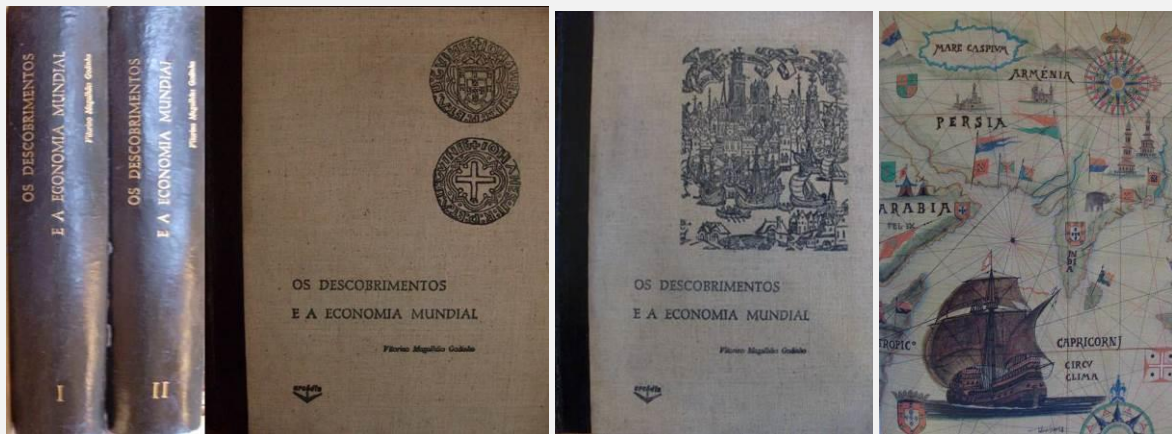 OS DESCOBRIMENTOS
E A ECONOMIA MUNDIAL
Vitorino Magalhães Godinho
I
OS DESCOBRIMENTOS
E A ECONOMIA MUNDIAL
Vitorino Magalhães Godinho
II
OS DESCOBRIMENTOS
E A ECONOMIA MUNDIAL
Vitorino Magalhães Godinho
arcádia
OS DESCOBRIMENTOS
E A ECONOMIA MUNDIAL
Vitorino Magalhães Godinho
arcádia
MARE CASPIVM
ARMÉNIA
PERSIA
ARABIA
FELIX
INDIA
TROPIC°
CAPRICORNJ
CIRCV
CLIMA